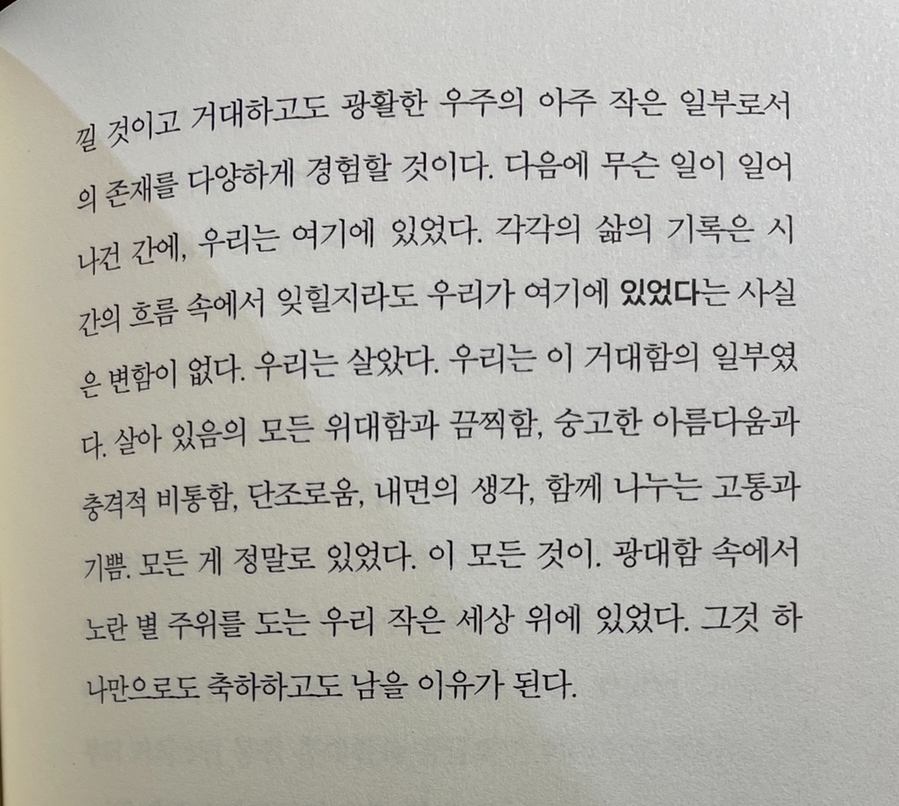 낄 것이고 거대하고도 광활한 우주의 아주 작은 일부로서
의 존재를 다양하게 경험할 것이다. 다음에 무슨 일이 일어
나건 간에, 우리는 여기에 있었다. 각각의 삶의 기록은 시
간의 흐름 속에서 잊힐지라도 우리가 여기에 있었다는 사실
은 변함이 없다. 우리는 살았다. 우리는 이 거대함의 일부였
다. 살아 있음의 모든 위대함과 끔찍함, 숭고한 아름다움과
충격적 비통함, 단조로움, 내면의 생각, 함께 나누는 고통과
기쁨. 모든 게 정말로 있었다. 이 모든 것이. 광대함 속에서
노란 별 주위를 도는 우리 작은 세상 위에 있었다. 그것 하
나만으로도 축하하고도 남을 이유가 된다.